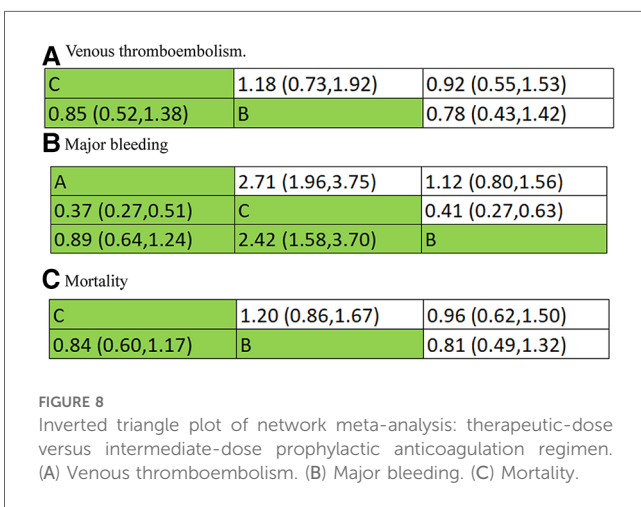 A Venous thromboembolism.
C 1.18 (0.73,1.92) 0.92 (0.55,1.53)
0.85 (0.52,1.38) B 0.78 (0.43,1.42)
B Major bleeding
A 2.71 (1.96,3.75) 1.12 (0.80,1.56)
0.37 (0.27,0.51) C 0.41 (0.27,0.63)
0.89 (0.64,1.24) 2.42 (1.58,3.70) B
C Mortality
C 1.20 (0.86,1.67) 0.96 (0.62,1.50)
0.84 (0.60,1.17) B 0.81 (0.49,1.32)
FIGURE 8
Inverted triangle plot of network meta-analysis: therapeutic-dose
versus intermediate-dose prophylactic anticoagulation regimen.
(A) Venous thromboembolism. (B) Major bleeding. (C) Mortality.